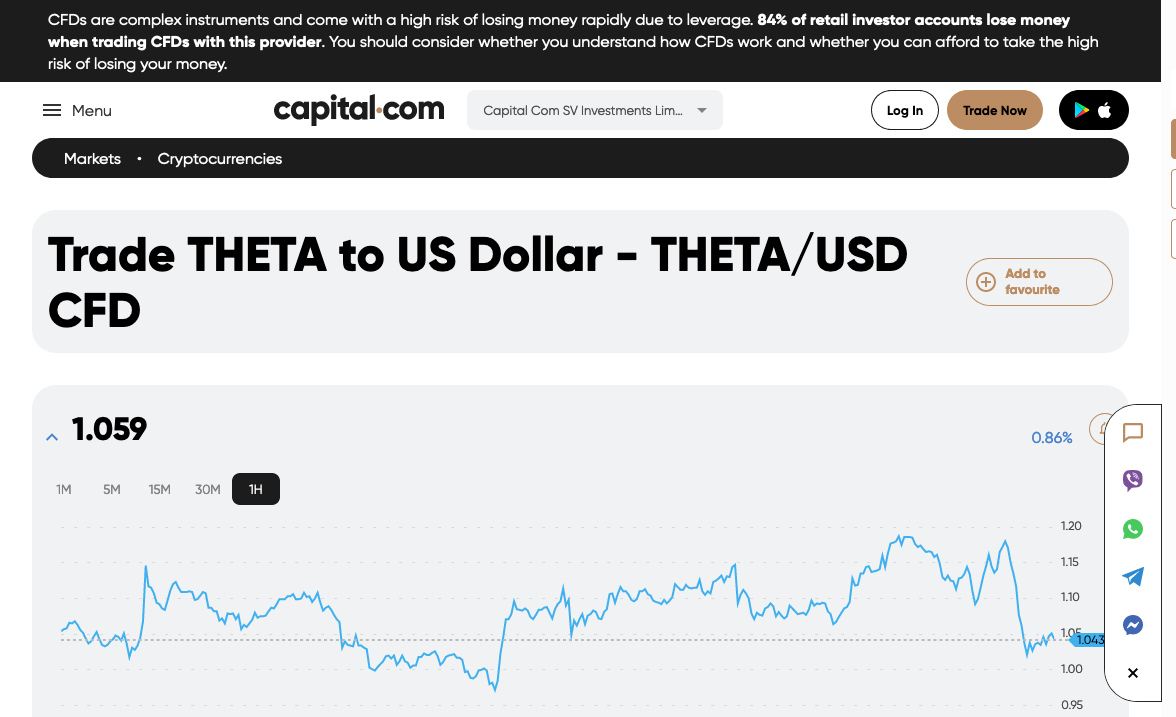 CFDs are complex instruments and come with a high risk of losing money rapidly due to leverage. 84% of retail investor accounts lose money
when trading CFDs with this provider. You should consider whether you understand how CFDs work and whether you can afford to take the high
risk of losing your money.
Menu
capital.com
Capital Com SV Investments Lim...
Log In
Trade Now
Markets • Cryptocurrencies
Trade THETA to US Dollar - THETA/USD
CFD
Add to
favourite
1.059
0.86%
1M 5M 15M 30M 1H
1.20
1.15
1.10
1.05
1.043
1.00
0.95